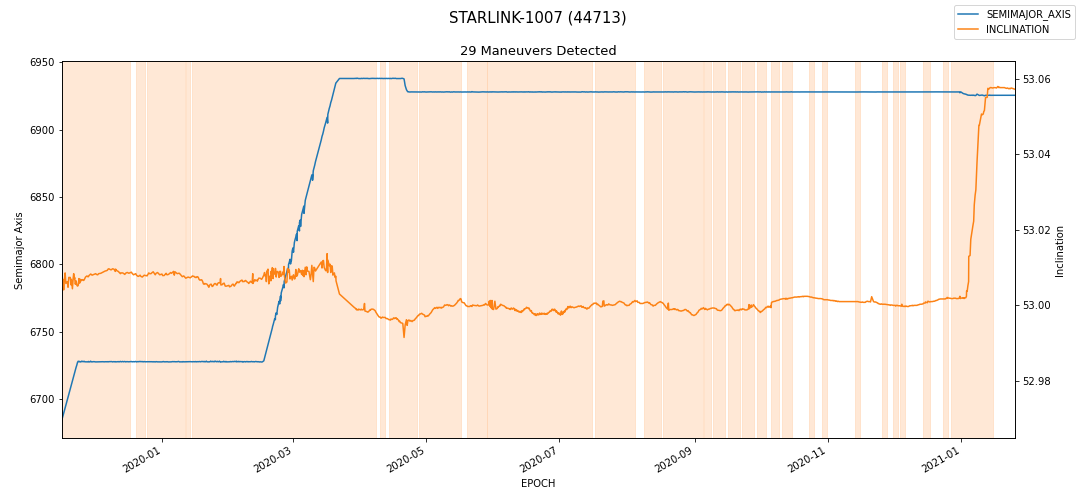 STARLINK-1007 (44713)
SEMIMAJOR_AXIS
INCLINATION
29 Maneuvers Detected
6950
6900
6850
6800
6750
6700
Semimajor Axis
53.06
53.04
53.02
53.00
52.98
Inclination
2020-01
2020-03
2020-05
2020-07
2020-09
2020-11
2021-01
EPOCH